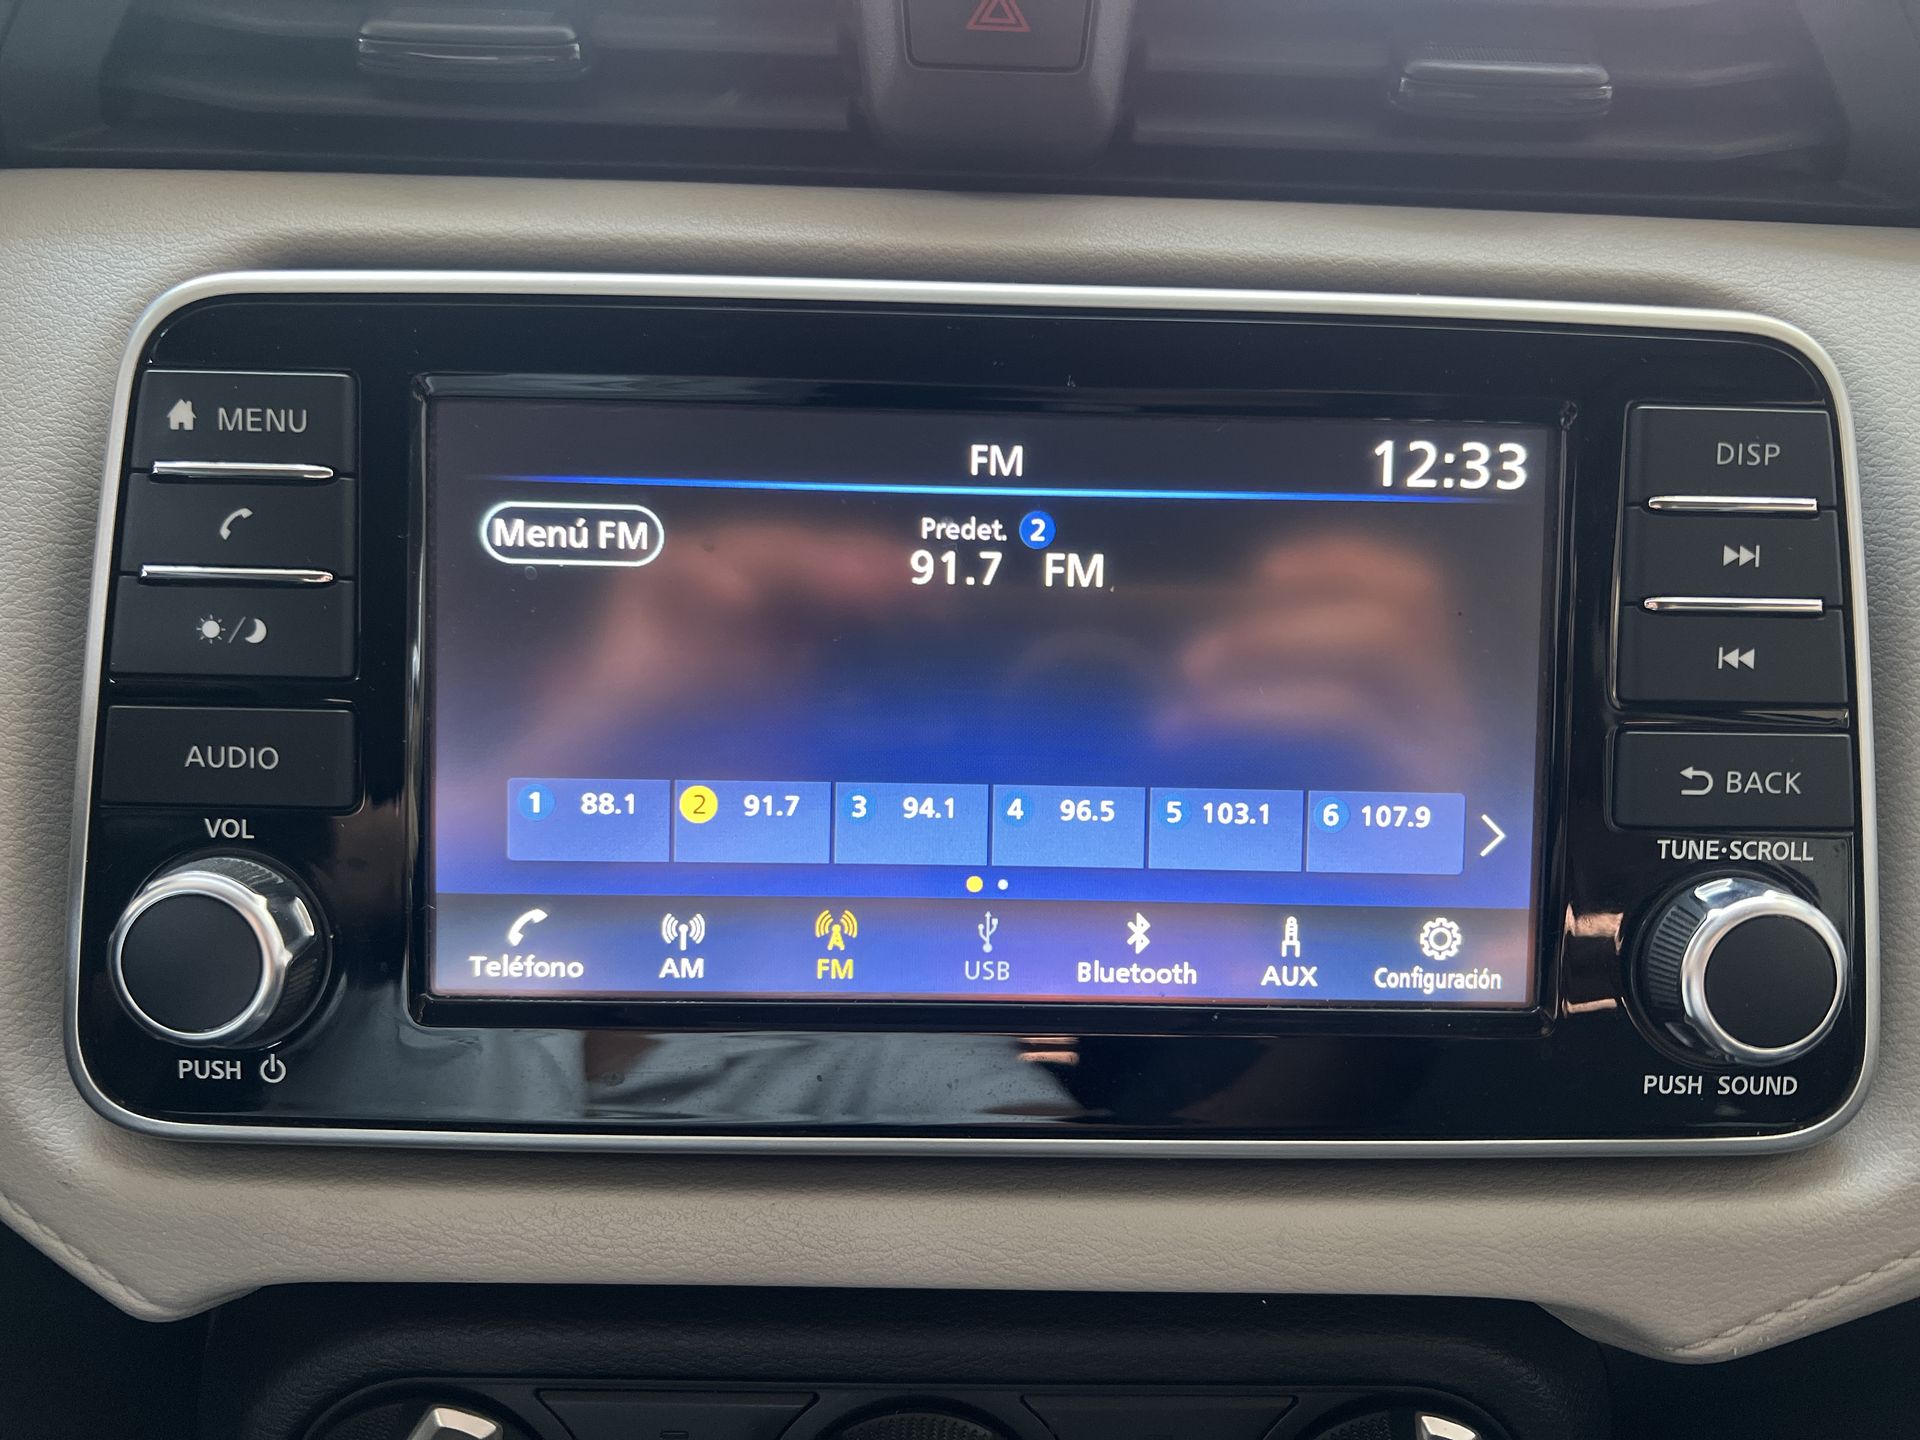 MENU
DISP
FM
12:33
Menú FM
Predet. 2
91.7 FM
AUDIO
BACK
1 88.1
2 91.7
3 94.1
4 96.5
5 103.1
6 107.9
VOL
TUNE·SCROLL
Teléfono
AM
FM
USB
Bluetooth
AUX
Configuración
PUSH
PUSH SOUND